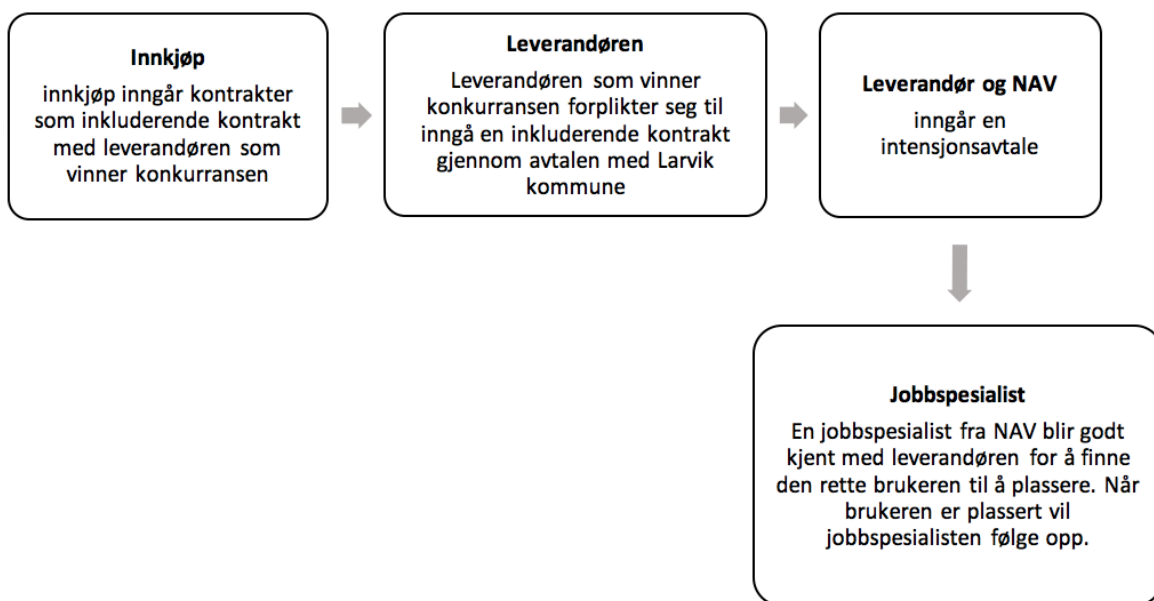 Innkjøp
innkjøp inngår kontrakter
som inkluderende kontrakt
med leverandøren som
vinner konkurransen
Leverandøren
Leverandøren som vinner
konkurransen forplikter seg til
inngå en inkluderende kontrakt
gjennom avtalen med Larvik
kommune
Leverandør og NAV
inngår en
intensjonsavtale
Jobbspesialist
En jobbspesialist fra NAV blir godt
kjent med leverandøren for å finne
den rette brukeren til å plassere. Når
brukeren er plassert vil
jobbspesialisten følge opp.